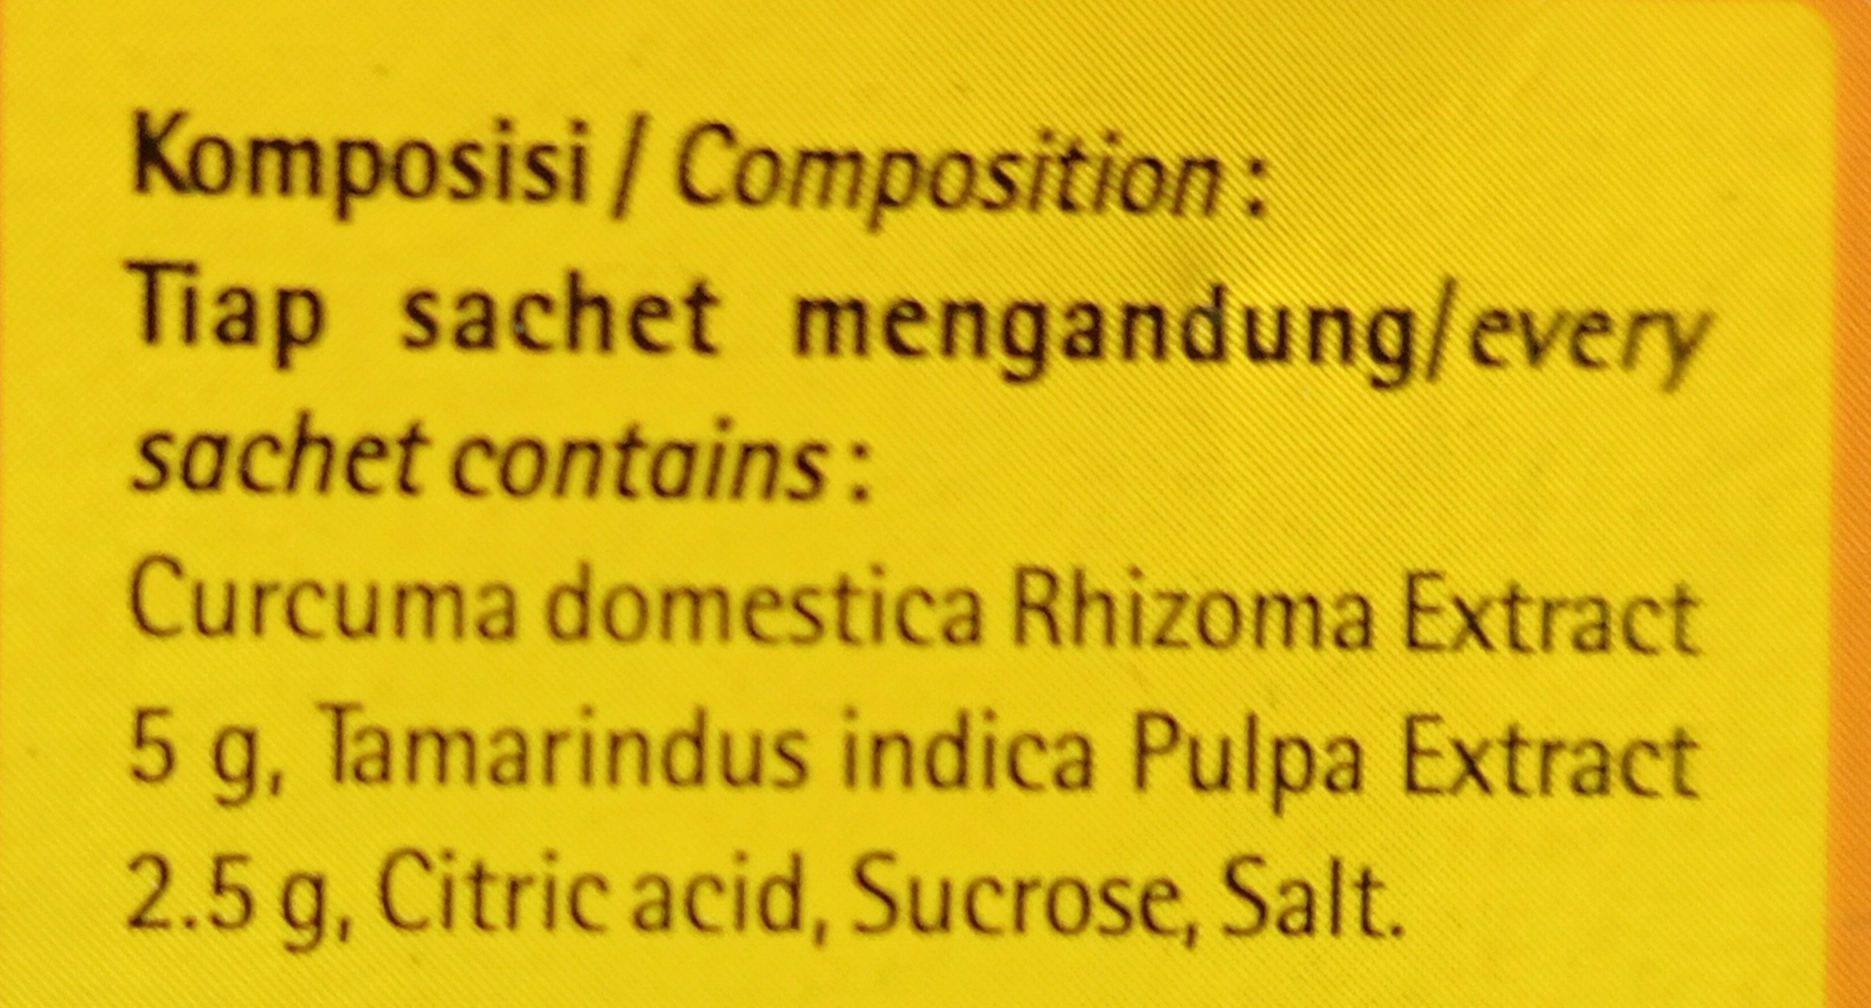 Komposisi / Composition :
Tiap sachet mengandung/every
sachet contains :
Curcuma domestica Rhizoma Extract
5 g, Tamarindus indica Pulpa Extract
2.5 g, Citric acid, Sucrose, Salt.